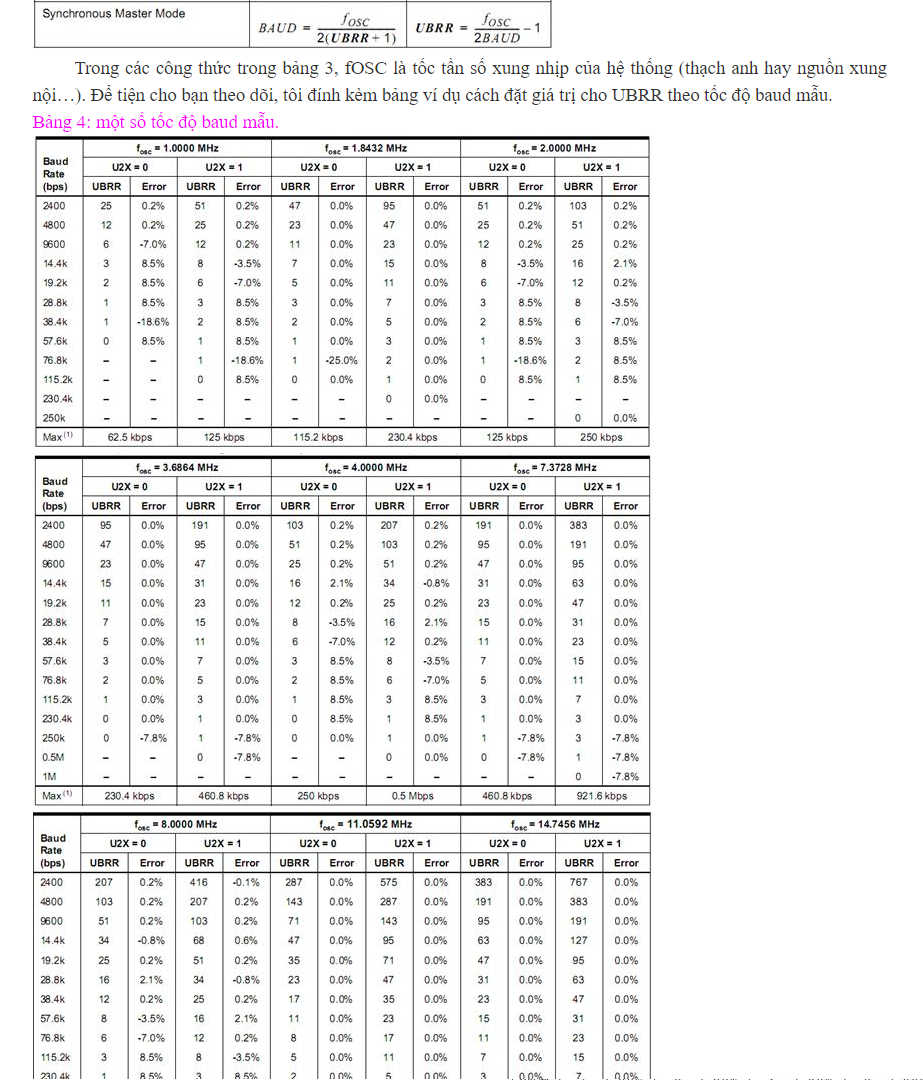 Synchronous Master Mode
BAUD = fOSC / 2(UBRR + 1)
UBRR = fOSC / 2BAUD − 1
Trong các công thức trong bảng 3, fOSC là tốc tần số xung nhịp của hệ thống (thạch anh hay nguồn xung
nội…). Để tiện cho bạn theo dõi, tôi đính kèm bảng ví dụ cách đặt giá trị cho UBRR theo tốc độ baud mẫu.
Bảng 4: một số tốc độ baud mẫu.
Baud Rate (bps) fosc = 1.0000 MHz fosc = 1.8432 MHz fosc = 2.0000 MHz
U2X = 0 U2X = 1 U2X = 0 U2X = 1 U2X = 0 U2X = 1
UBRR Error UBRR Error UBRR Error UBRR Error UBRR Error UBRR Error
2400 25 0.2% 51 0.2% 47 0.0% 95 0.0% 51 0.2% 103 0.2%
4800 12 0.2% 25 0.2% 23 0.0% 47 0.0% 25 0.2% 51 0.2%
9600 6 -7.0% 12 0.2% 11 0.0% 23 0.0% 12 0.2% 25 0.2%
14.4k 3 8.5% 8 -3.5% 7 0.0% 15 0.0% 8 -3.5% 16 2.1%
19.2k 2 8.5% 6 -7.0% 5 0.0% 11 0.0% 6 -7.0% 12 0.2%
28.8k 1 8.5% 3 8.5% 3 0.0% 7 0.0% 3 8.5% 8 -3.5%
38.4k 1 -18.6% 2 8.5% 2 0.0% 5 0.0% 2 8.5% 6 -7.0%
57.6k 0 8.5% 1 8.5% 1 0.0% 3 0.0% 1 8.5% 3 8.5%
76.8k – – 1 -18.6% 1 -25.0% 2 0.0% 1 -18.6% 2 8.5%
115.2k – – 0 8.5% 0 0.0% 1 0.0% 0 8.5% 1 8.5%
230.4k – – – – – – 0 0.0% – – – –
250k – – – – – – – – – – 0 0.0%
Max (1) 62.5 kbps 125 kbps 115.2 kbps 230.4 kbps 125 kbps 250 kbps
Baud Rate (bps) fosc = 3.6864 MHz fosc = 4.0000 MHz fosc = 7.3728 MHz
U2X = 0 U2X = 1 U2X = 0 U2X = 1 U2X = 0 U2X = 1
UBRR Error UBRR Error UBRR Error UBRR Error UBRR Error UBRR Error
2400 95 0.0% 191 0.0% 103 0.2% 207 0.2% 191 0.0% 383 0.0%
4800 47 0.0% 95 0.0% 51 0.2% 103 0.2% 95 0.0% 191 0.0%
9600 23 0.0% 47 0.0% 25 0.2% 51 0.2% 47 0.0% 95 0.0%
14.4k 15 0.0% 31 0.0% 16 2.1% 34 -0.8% 31 0.0% 63 0.0%
19.2k 11 0.0% 23 0.0% 12 0.2% 25 0.2% 23 0.0% 47 0.0%
28.8k 7 0.0% 15 0.0% 8 -3.5% 16 2.1% 15 0.0% 31 0.0%
38.4k 5 0.0% 11 0.0% 6 -7.0% 12 0.2% 11 0.0% 23 0.0%
57.6k 3 0.0% 7 0.0% 3 8.5% 8 -3.5% 7 0.0% 15 0.0%
76.8k 2 0.0% 5 0.0% 2 8.5% 6 -7.0% 5 0.0% 11 0.0%
115.2k 1 0.0% 3 0.0% 1 8.5% 3 8.5% 3 0.0% 7 0.0%
230.4k 0 0.0% 1 0.0% 0 8.5% 1 8.5% 1 0.0% 3 0.0%
250k 0 -7.8% 1 -7.8% 0 0.0% 1 0.0% 1 -7.8% 3 -7.8%
0.5M – – 0 -7.8% – – 0 0.0% 0 -7.8% 1 -7.8%
1M – – – – – – – – – – 0 -7.8%
Max (1) 230.4 kbps 460.8 kbps 250 kbps 0.5 Mbps 460.8 kbps 921.6 kbps
Baud Rate (bps) fosc = 8.0000 MHz fosc = 11.0592 MHz fosc = 14.7456 MHz
U2X = 0 U2X = 1 U2X = 0 U2X = 1 U2X = 0 U2X = 1
UBRR Error UBRR Error UBRR Error UBRR Error UBRR Error UBRR Error
2400 207 0.2% 416 -0.1% 287 0.0% 575 0.0% 383 0.0% 767 0.0%
4800 103 0.2% 207 0.2% 143 0.0% 287 0.0% 191 0.0% 383 0.0%
9600 51 0.2% 103 0.2% 71 0.0% 143 0.0% 95 0.0% 191 0.0%
14.4k 34 -0.8% 68 0.6% 47 0.0% 95 0.0% 63 0.0% 127 0.0%
19.2k 25 0.2% 51 0.2% 35 0.0% 71 0.0% 47 0.0% 95 0.0%
28.8k 16 2.1% 34 -0.8% 23 0.0% 47 0.0% 31 0.0% 63 0.0%
38.4k 12 0.2% 25 0.2% 17 0.0% 35 0.0% 23 0.0% 47 0.0%
57.6k 8 -3.5% 16 2.1% 11 0.0% 23 0.0% 15 0.0% 31 0.0%
76.8k 6 -7.0% 12 0.2% 8 0.0% 17 0.0% 11 0.0% 23 0.0%
115.2k 3 8.5% 8 -3.5% 5 0.0% 11 0.0% 7 0.0% 15 0.0%
230.4k 1 8.5% 3 8.5% 2 0.0% 5 0.0% 3 0.0% 7 0.0%